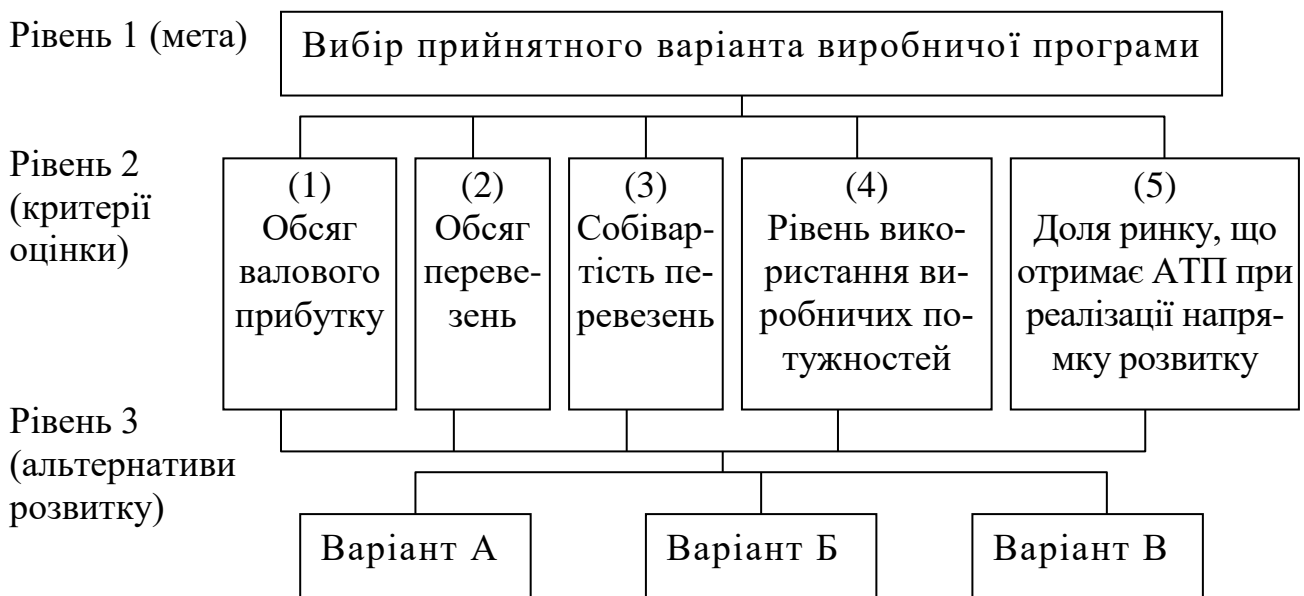 Рівень 1 (мета)
Вибір прийнятного варіанта виробничої програми
Рівень 2
(критерії
оцінки)
(1)
Обсяг
валового
прибутку
(2)
Обсяг
переве-
зень
(3)
Собівар-
тість пе-
ревезень
(4)
Рівень вико-
ристання ви-
робничих по-
тужностей
(5)
Доля ринку, що
отримає АТП при
реалізації напря-
мку розвитку
Рівень 3
(альтернативи
розвитку)
Варіант А
Варіант Б
Варіант В